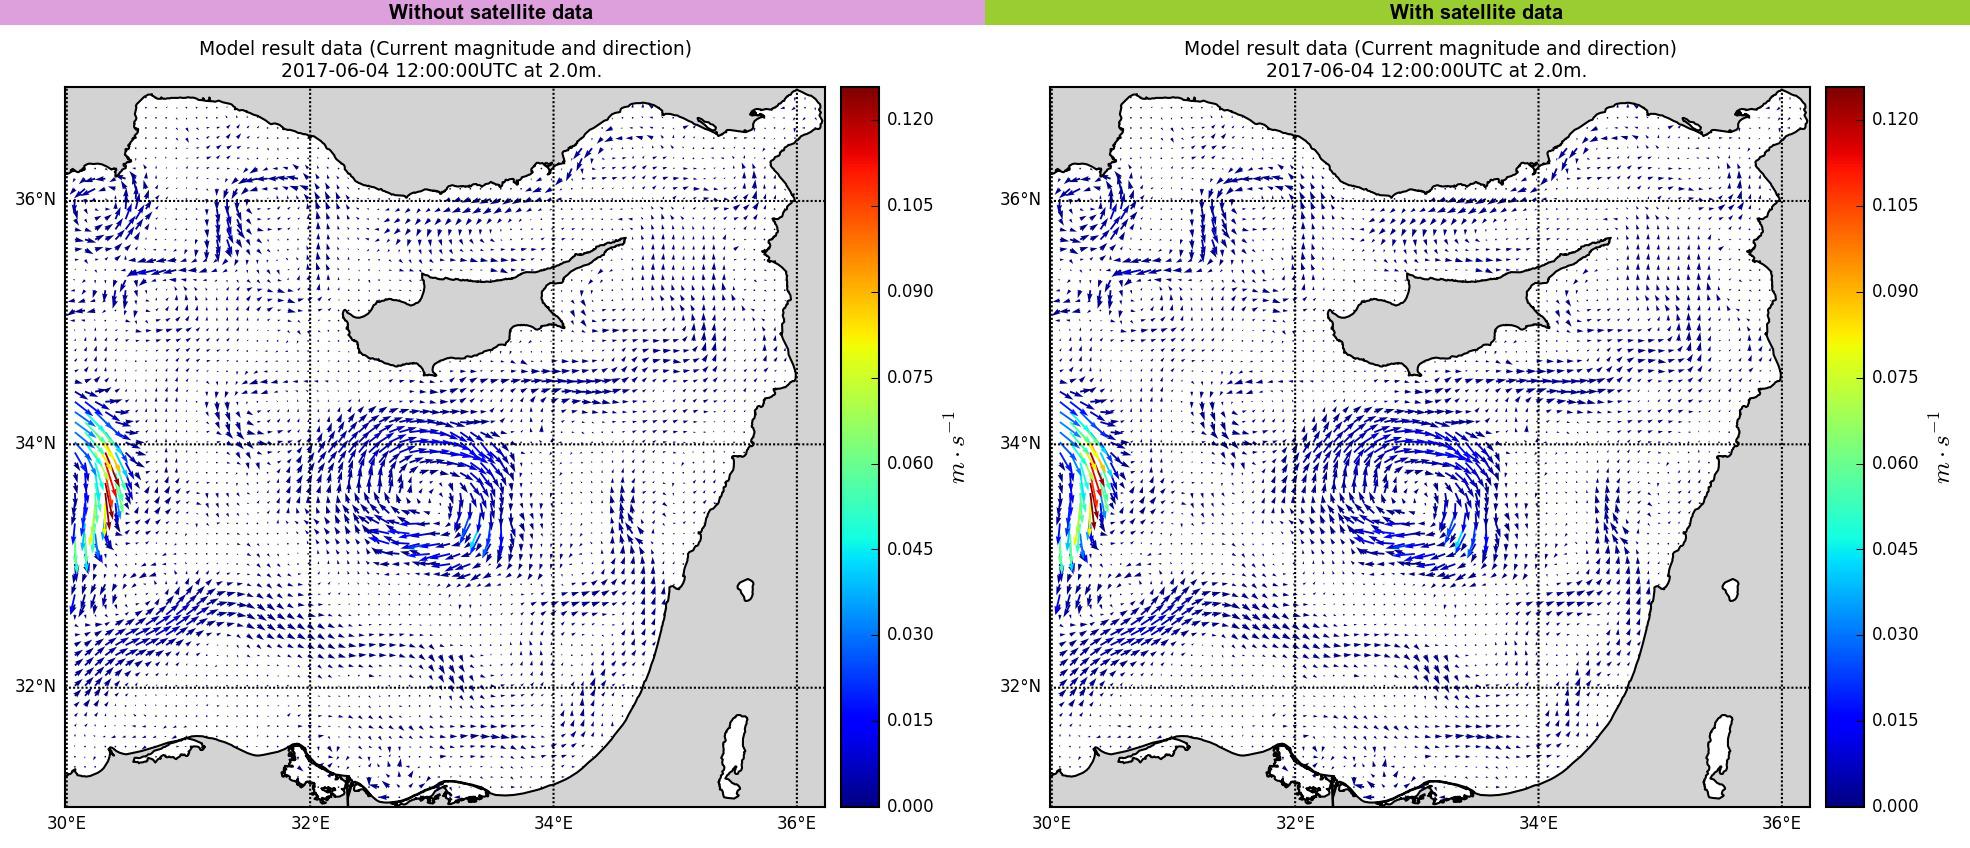 Without satellite data
With satellite data
Model result data (Current magnitude and direction)
2017-06-04 12:00:00UTC at 2.0m.
36°N
34°N
32°N
30°E 32°E 34°E 36°E
0.120
0.105
0.090
0.075
0.060
0.045
0.030
0.015
0.000
m · s⁻¹
Model result data (Current magnitude and direction)
2017-06-04 12:00:00UTC at 2.0m.
36°N
34°N
32°N
30°E 32°E 34°E 36°E
0.120
0.105
0.090
0.075
0.060
0.045
0.030
0.015
0.000
m · s⁻¹